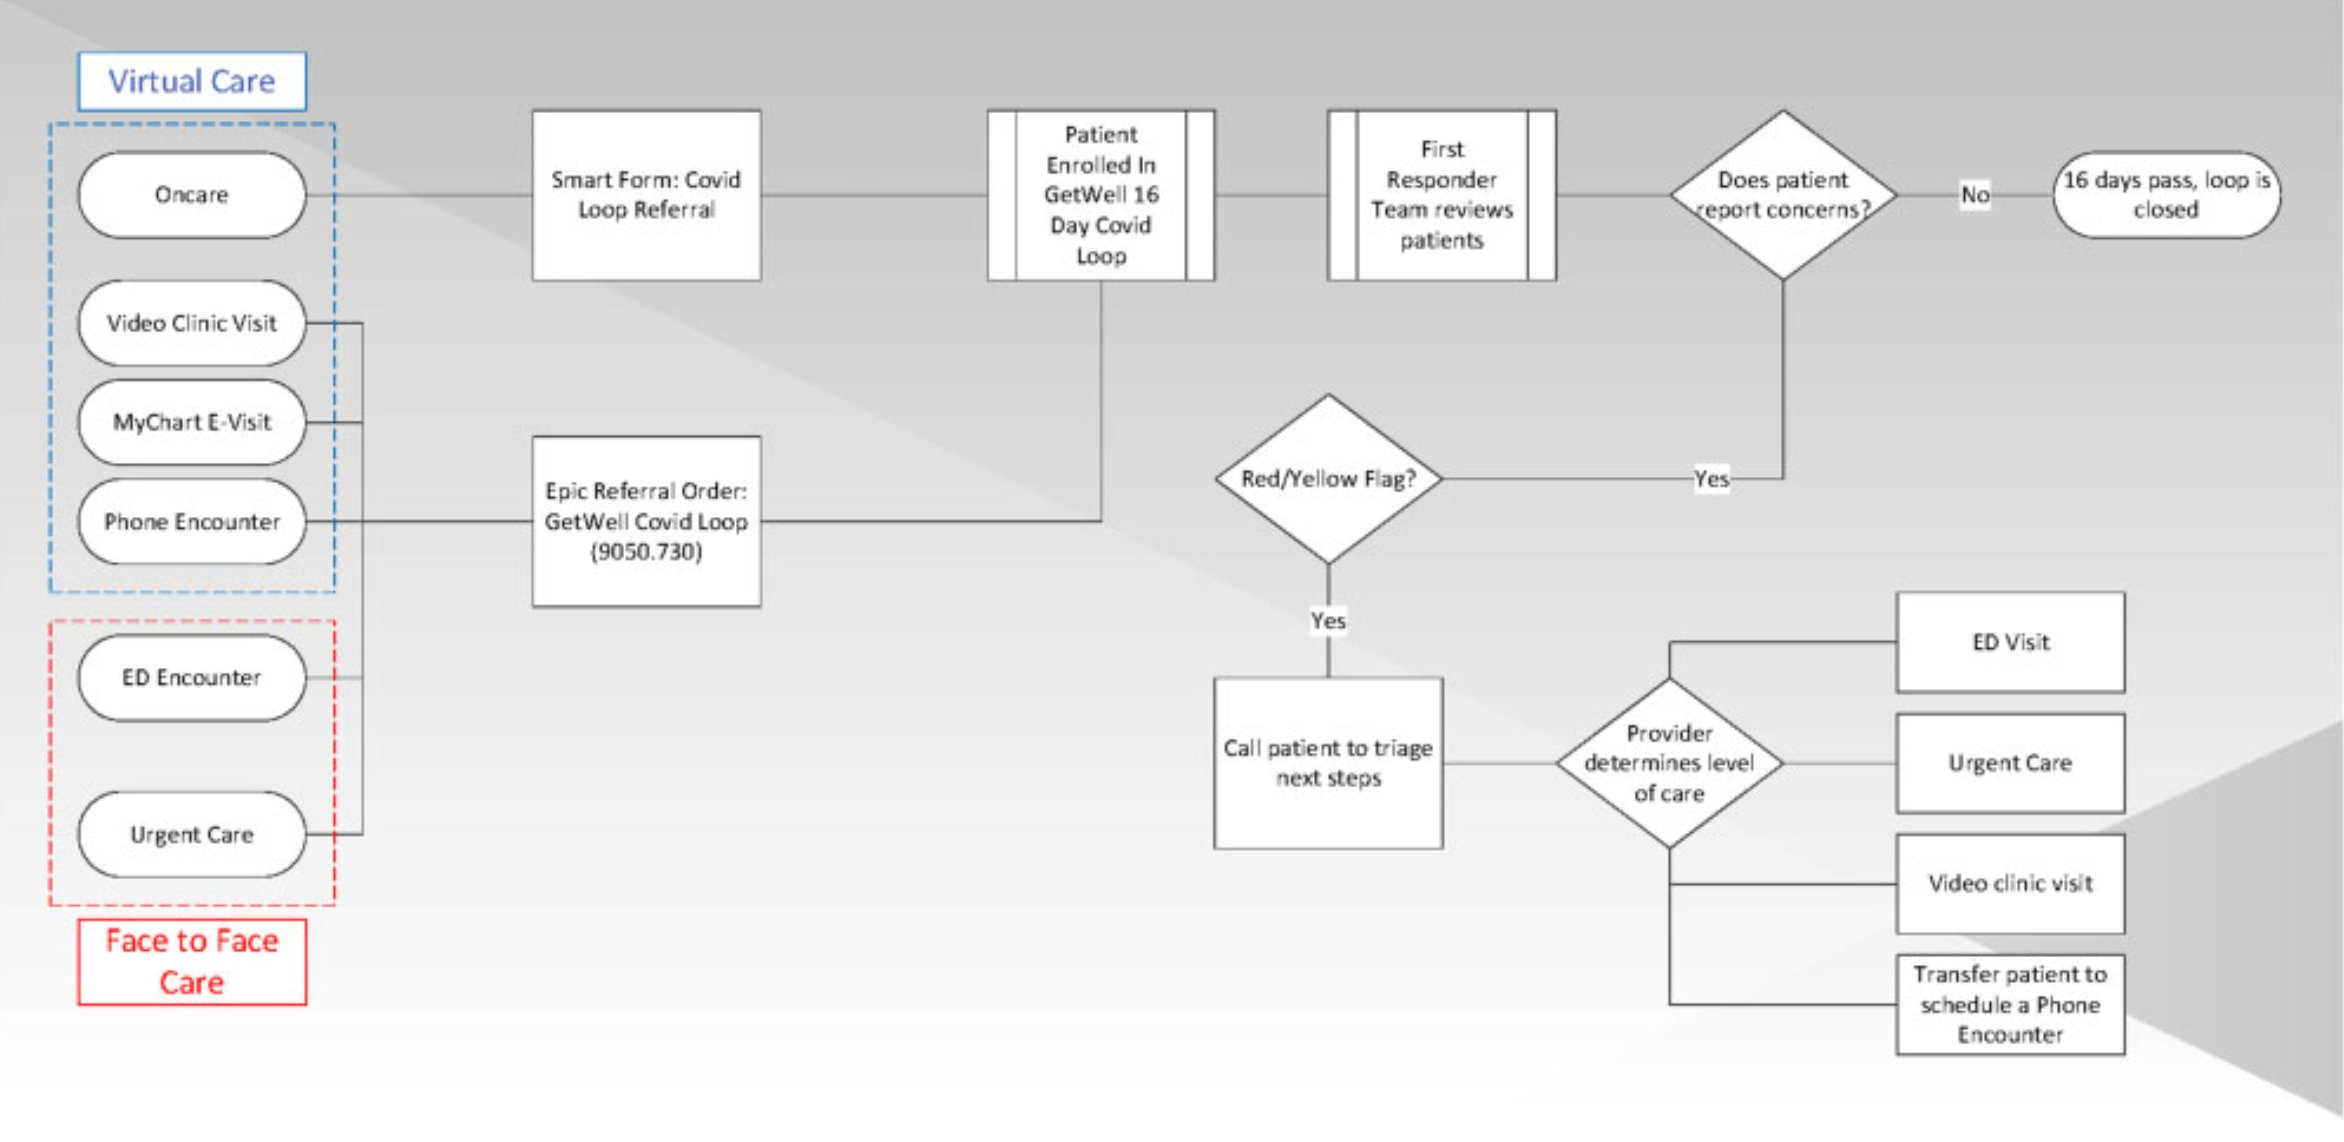 Virtual Care
Oncare
Video Clinic Visit
MyChart E-Visit
Phone Encounter
ED Encounter
Urgent Care
Face to Face
Care
Smart Form: Covid
Loop Referral
Epic Referral Order:
GetWell Covid Loop
(9050.730)
Patient
Enrolled In
GetWell 16
Day Covid
Loop
First
Responder
Team reviews
patients
Does patient
report concerns?
No
16 days pass, loop is
closed
Yes
Red/Yellow Flag?
Yes
Call patient to triage
next steps
Provider
determines level
of care
ED Visit
Urgent Care
Video clinic visit
Transfer patient to
schedule a Phone
Encounter